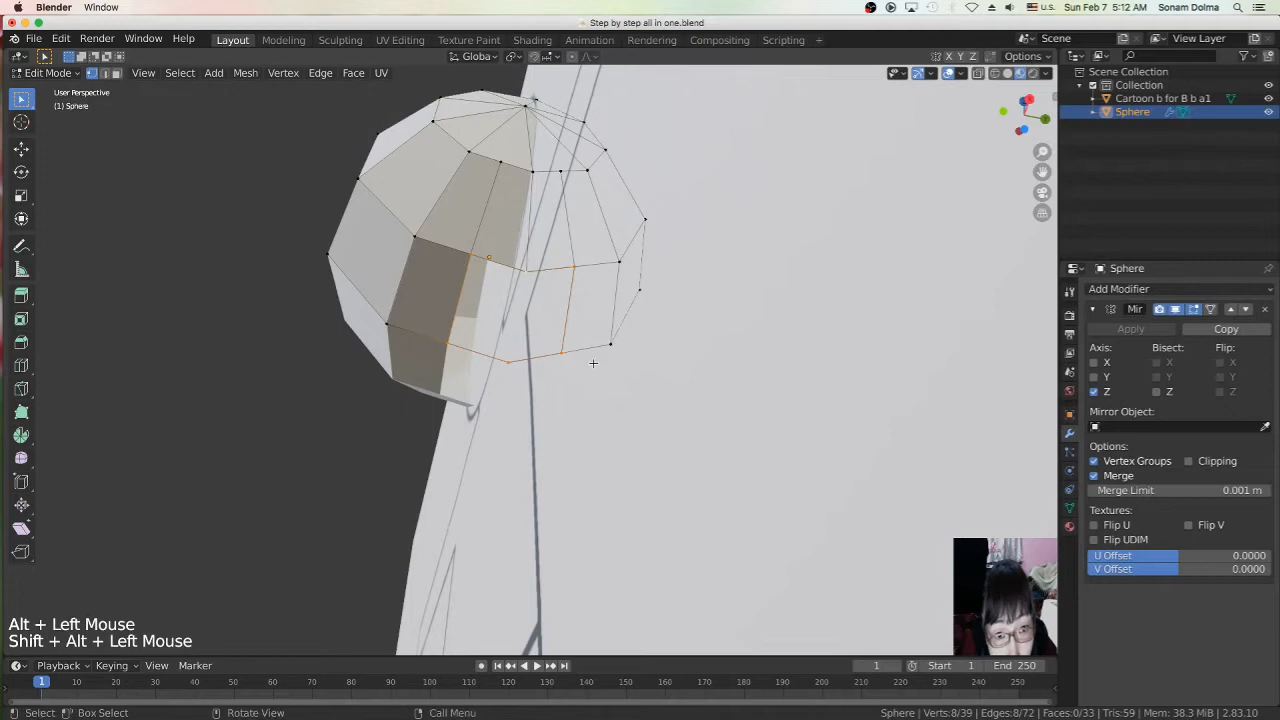 Blender Window U.S. Sun Feb 7 5:12 AM Sonam Dolma
Step by step all in one.blend
File Edit Render Window Help Layout Modeling Sculpting UV Editing Texture Paint Shading Animation Rendering Compositing Scripting + Scene View Layer
Globa X Y Z Options
Edit Mode View Select Add Mesh Vertex Edge Face UV
User Perspective
(1) Sphere
Scene Collection
Collection
Cartoon b for B b a1
Sphere
Sphere
Add Modifier
Mir
Apply Copy
Axis: Bisect: Flip:
X X X
Y Y Y
Z Z Z
Mirror Object:
Options:
Vertex Groups Clipping
Merge
Merge Limit 0.001 m
Textures:
Flip U Flip V
Flip UDIM
U Offset 0.0000
V Offset 0.0000
Alt + Left Mouse
Shift + Alt + Left Mouse
Playback Keying View Marker 1 Start 1 End 250
1 10 20 30 40 50 60 70 80 90 100 110 120 130 140 150 160 170 180 190 200 210 220 230 240 250
Select Box Select Rotate View Call Menu Sphere | Verts:8/39 | Edges:8/72 | Faces:0/33 | Tris:59 | Mem: 38.3 MiB | 2.83.10